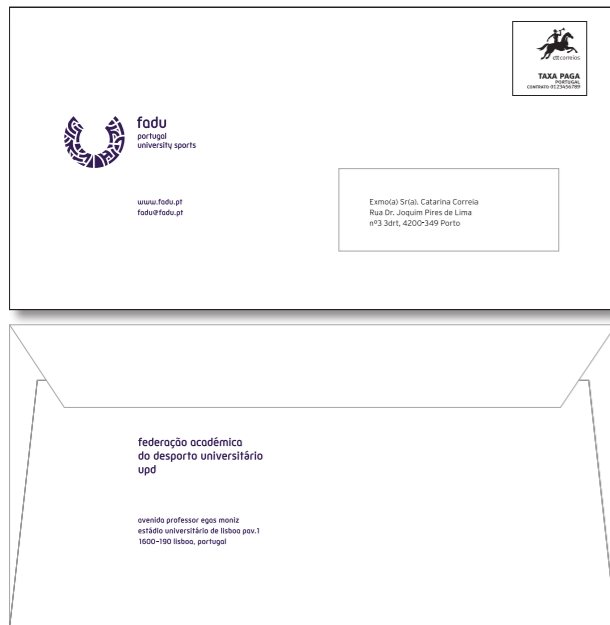 ctt correios
TAXA PAGA
PORTUGAL
CONTRATO 0123456789
fadu
portugal
university sports
www.fadu.pt
fadu@fadu.pt
Exmo(a) Sr(a), Catarina Correia
Rua Dr. Joquim Pires de Lima
nº3 3drt, 4200-349 Porto
federação académica
do desporto universitário
upd
avenida professor egas moniz
estádio universitário de lisboa pav.1
1600-190 lisboa, portugal